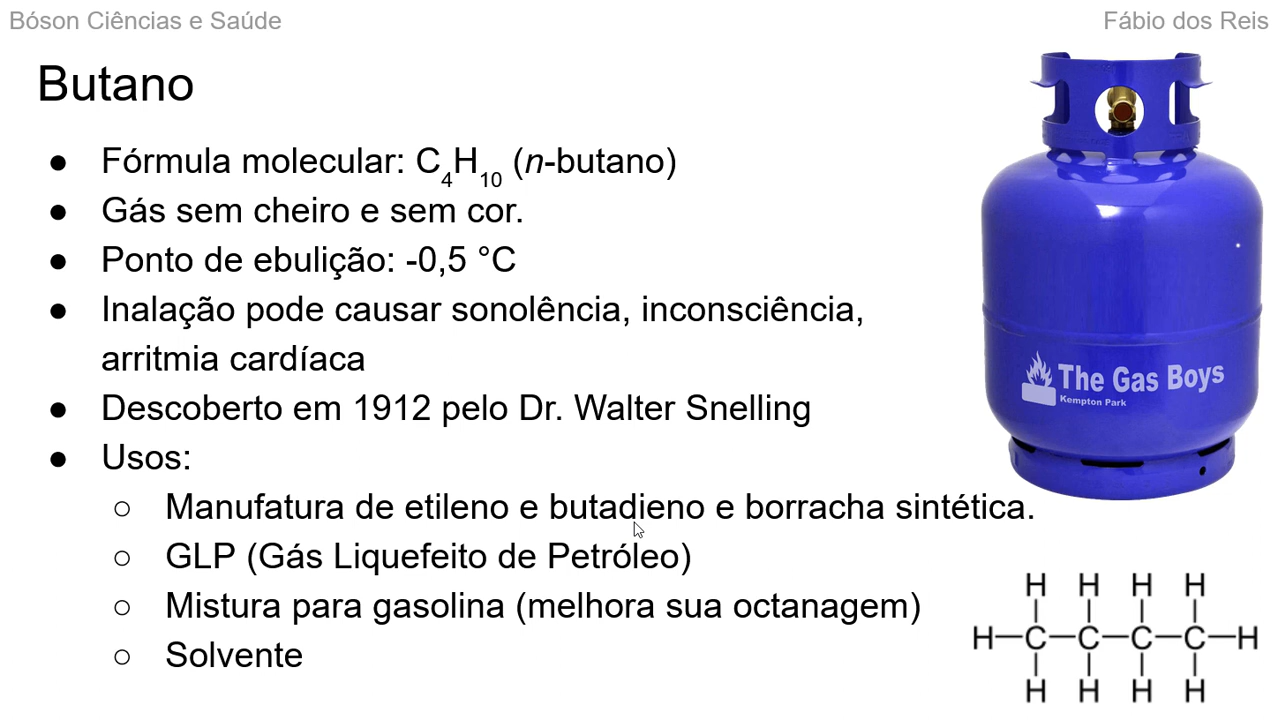 Bóson Ciências e Saúde
Fábio dos Reis
Butano
● Fórmula molecular: C4H10 (n-butano)
● Gás sem cheiro e sem cor.
● Ponto de ebulição: -0,5 °C
● Inalação pode causar sonolência, inconsciência,
arritmia cardíaca
● Descoberto em 1912 pelo Dr. Walter Snelling
● Usos:
○ Manufatura de etileno e butadieno e borracha sintética.
○ GLP (Gás Liquefeito de Petróleo)
○ Mistura para gasolina (melhora sua octanagem)
○ Solvente
The Gas Boys
Kempton Park
H H H H
H—C—C—C—C—H
H H H H